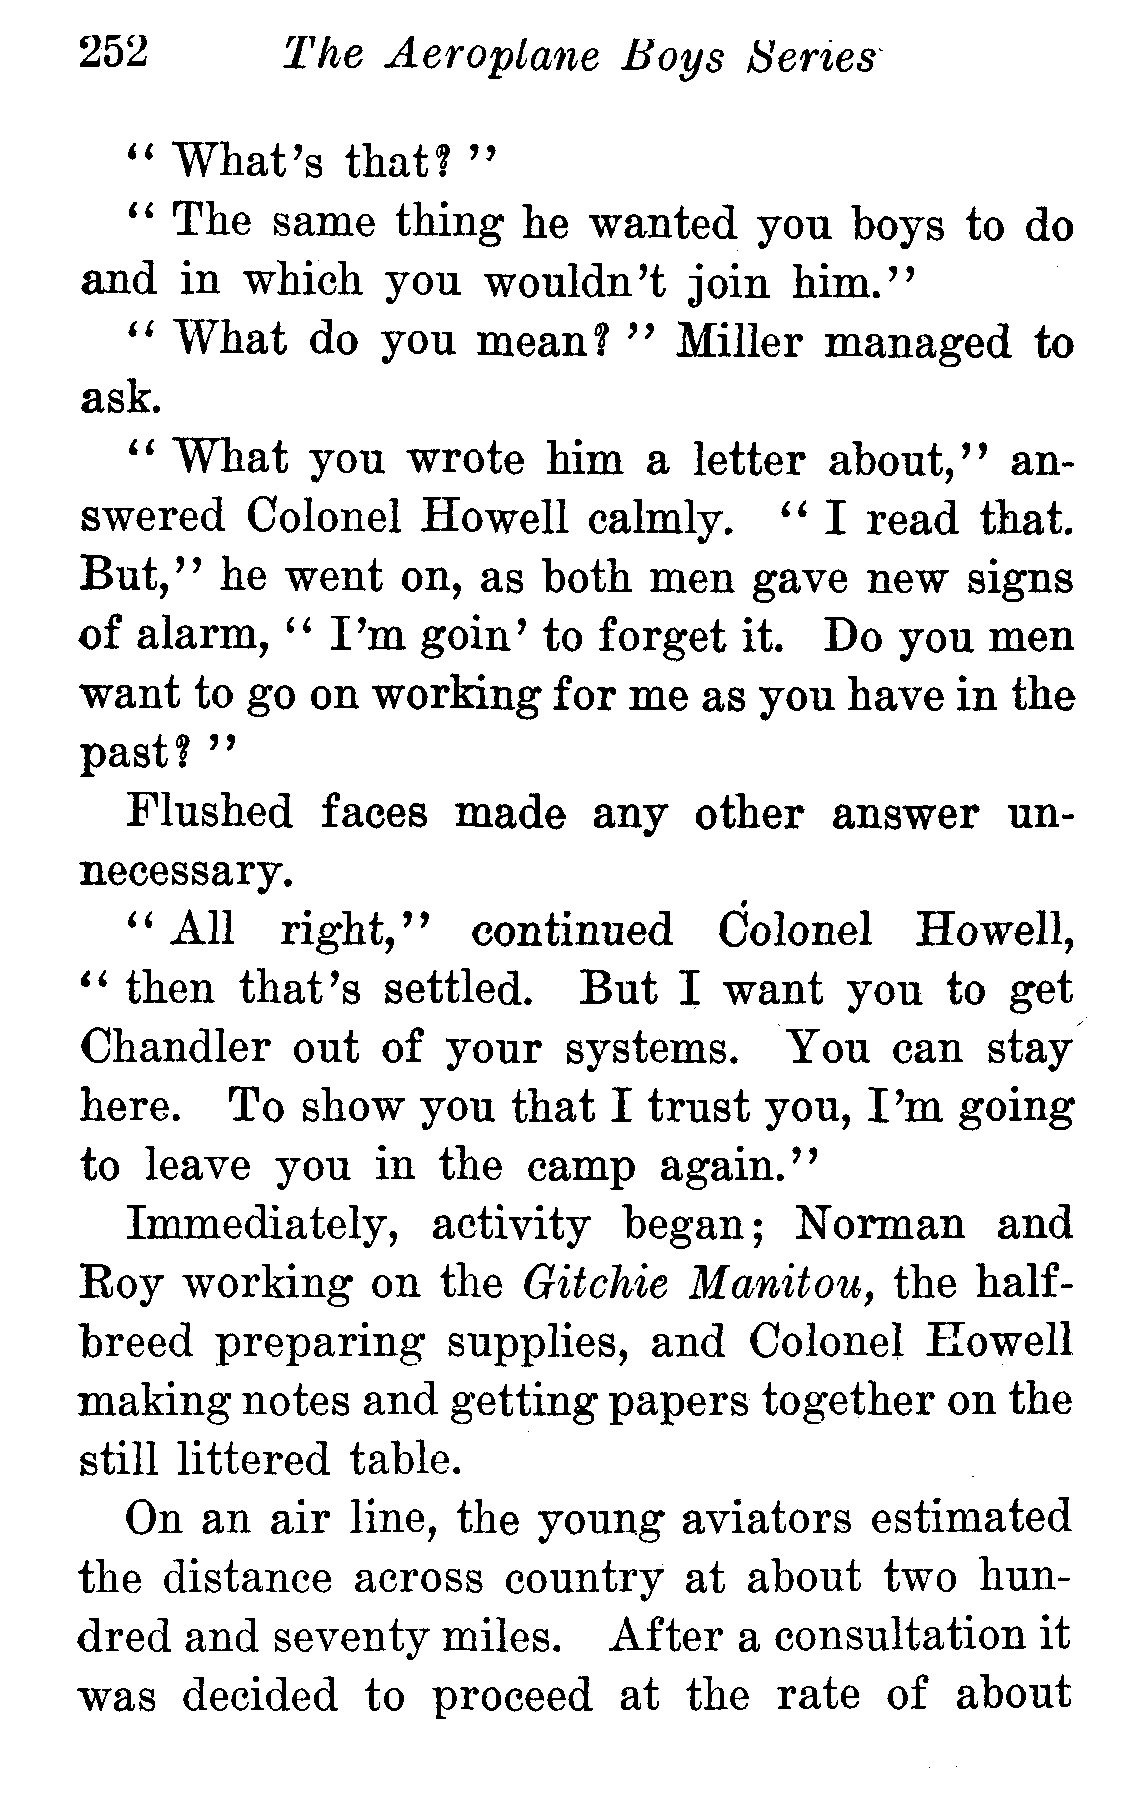 252 The Aeroplane Boys Series
“ What’s that? ”
“ The same thing he wanted you boys to do
and in which you wouldn’t join him.”
“ What do you mean? ” Miller managed to
ask.
“ What you wrote him a letter about,” an-
swered Colonel Howell calmly. “ I read that.
But,” he went on, as both men gave new signs
of alarm, “ I’m goin’ to forget it. Do you men
want to go on working for me as you have in the
past? ”
Flushed faces made any other answer un-
necessary.
“ All right,” continued Colonel Howell,
“ then that’s settled. But I want you to get
Chandler out of your systems. You can stay
here. To show you that I trust you, I’m going
to leave you in the camp again.”
Immediately, activity began; Norman and
Roy working on the Gitchie Manitou, the half-
breed preparing supplies, and Colonel Howell
making notes and getting papers together on the
still littered table.
On an air line, the young aviators estimated
the distance across country at about two hun-
dred and seventy miles. After a consultation it
was decided to proceed at the rate of about